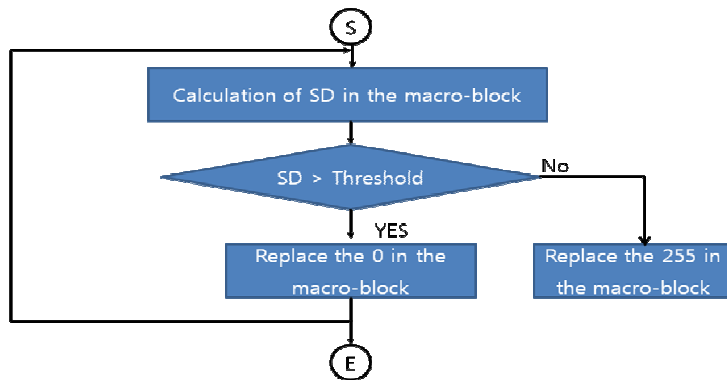 S
Calculation of SD in the macro-block
SD > Threshold
No
YES
Replace the 0 in the
macro-block
Replace the 255 in
the macro-block
E